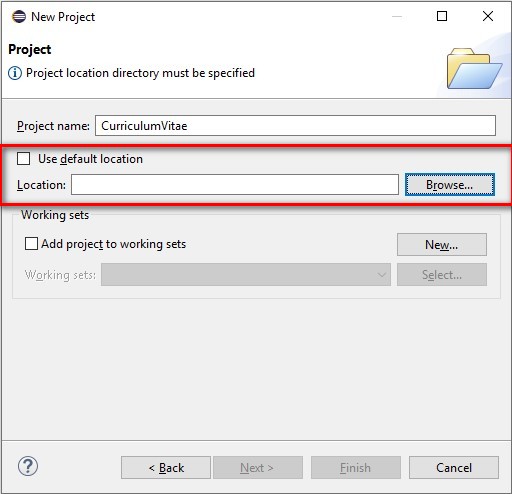 New Project
Project
Project location directory must be specified
Project name: CurriculumVitae
Use default location
Location: Browse...
Working sets
Add project to working sets New...
Working sets: Select...
? < Back Next > Finish Cancel